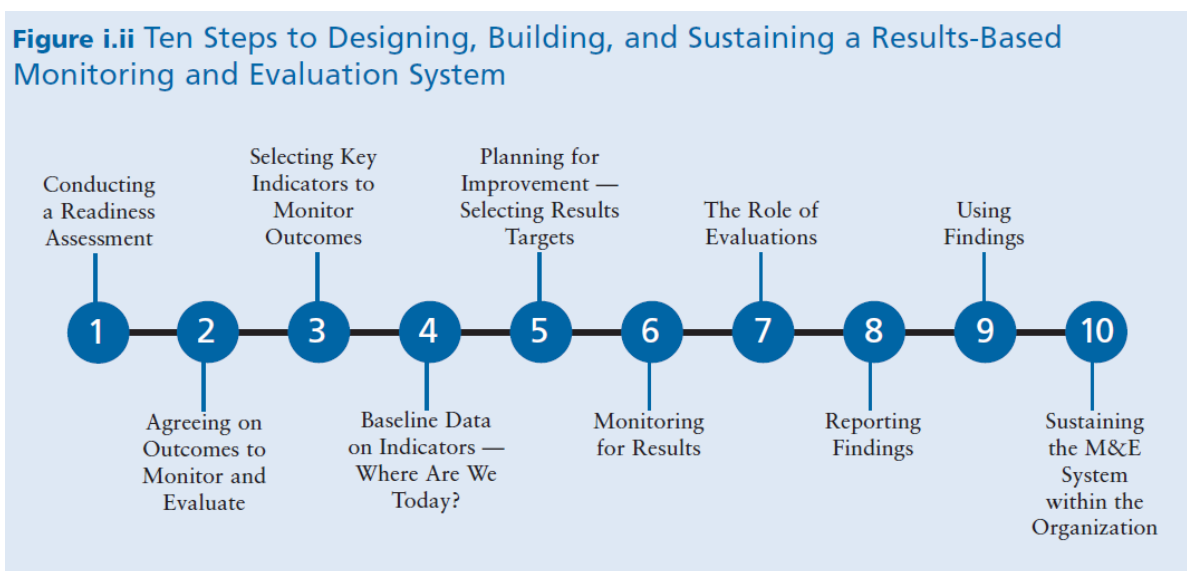 Figure i.ii Ten Steps to Designing, Building, and Sustaining a Results-Based
Monitoring and Evaluation System
Conducting
a Readiness
Assessment
Selecting Key
Indicators to
Monitor
Outcomes
Planning for
Improvement —
Selecting Results
Targets
The Role of
Evaluations
Using
Findings
1 2 3 4 5 6 7 8 9 10
Agreeing on
Outcomes to
Monitor and
Evaluate
Baseline Data
on Indicators —
Where Are We
Today?
Monitoring
for Results
Reporting
Findings
Sustaining
the M&E
System
within the
Organization